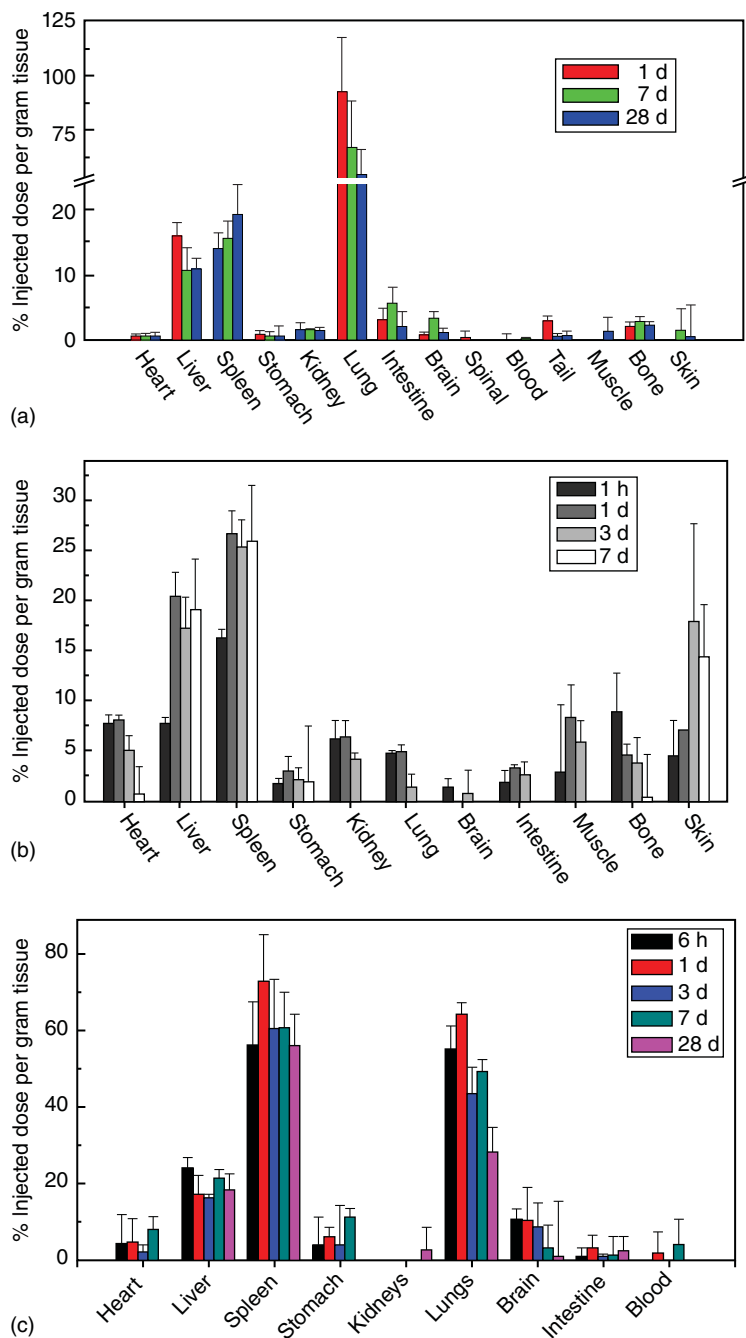 % Injected dose per gram tissue
125
100
75
20
10
0
1 d
7 d
28 d
Heart
Liver
Spleen
Stomach
Kidney
Lung
Intestine
Brain
Spinal
Blood
Tail
Muscle
Bone
Skin
(a)
% Injected dose per gram tissue
30
25
20
15
10
5
0
1 h
1 d
3 d
7 d
Heart
Liver
Spleen
Stomach
Kidney
Lung
Brain
Intestine
Muscle
Bone
Skin
(b)
% Injected dose per gram tissue
80
60
40
20
0
6 h
1 d
3 d
7 d
28 d
Heart
Liver
Spleen
Stomach
Kidneys
Lungs
Brain
Intestine
Blood
(c)